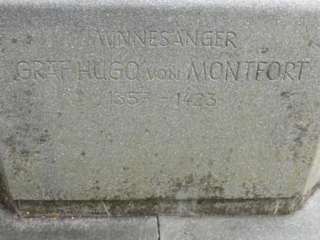 MINNESÄNGER
GRAF HUGO VON MONTFORT
1357 - 1423